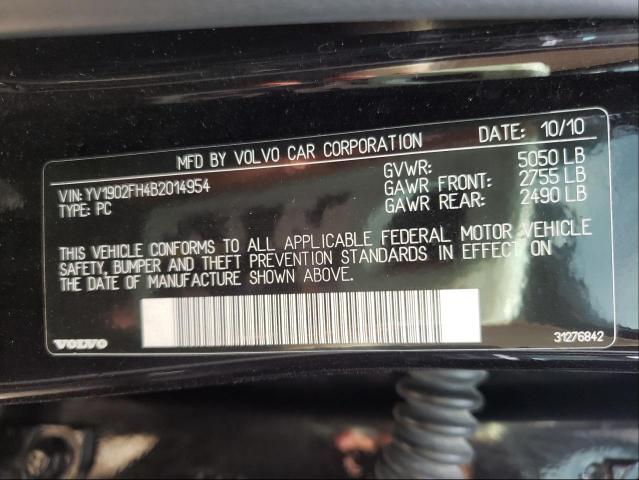 MFD BY VOLVO CAR CORPORATION DATE: 10/10
VIN: YV1902FH4B2014954 GVWR: 5050 LB
TYPE: PC GAWR FRONT: 2755 LB
GAWR REAR: 2490 LB
THIS VEHICLE CONFORMS TO ALL APPLICABLE FEDERAL MOTOR VEHICLE
SAFETY, BUMPER AND THEFT PREVENTION STANDARDS IN EFFECT ON
THE DATE OF MANUFACTURE SHOWN ABOVE.
VOLVO 31276842